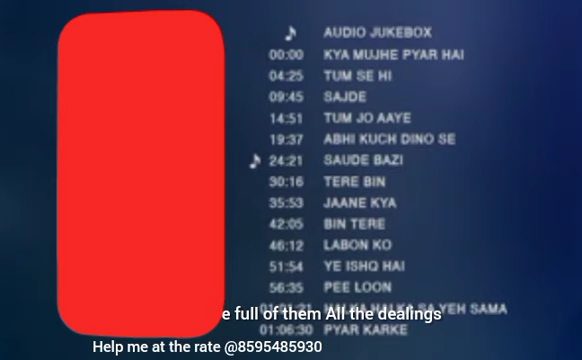 AUDIO JUKEBOX
00:00 KYA MUJHE PYAR HAI
04:25 TUM SE HI
09:45 SAJDE
14:51 TUM JO AAYE
19:37 ABHI KUCH DINO SE
24:21 SAUDE BAZI
30:16 TERE BIN
35:53 JAANE KYA
42:05 BIN TERE
46:12 LABON KO
51:54 YE ISHQ HAI
56:35 PEE LOON
SA YEH SAMA
e full of them All the dealings
01:06:30 PYAR KARKE
Help me at the rate @8595485930